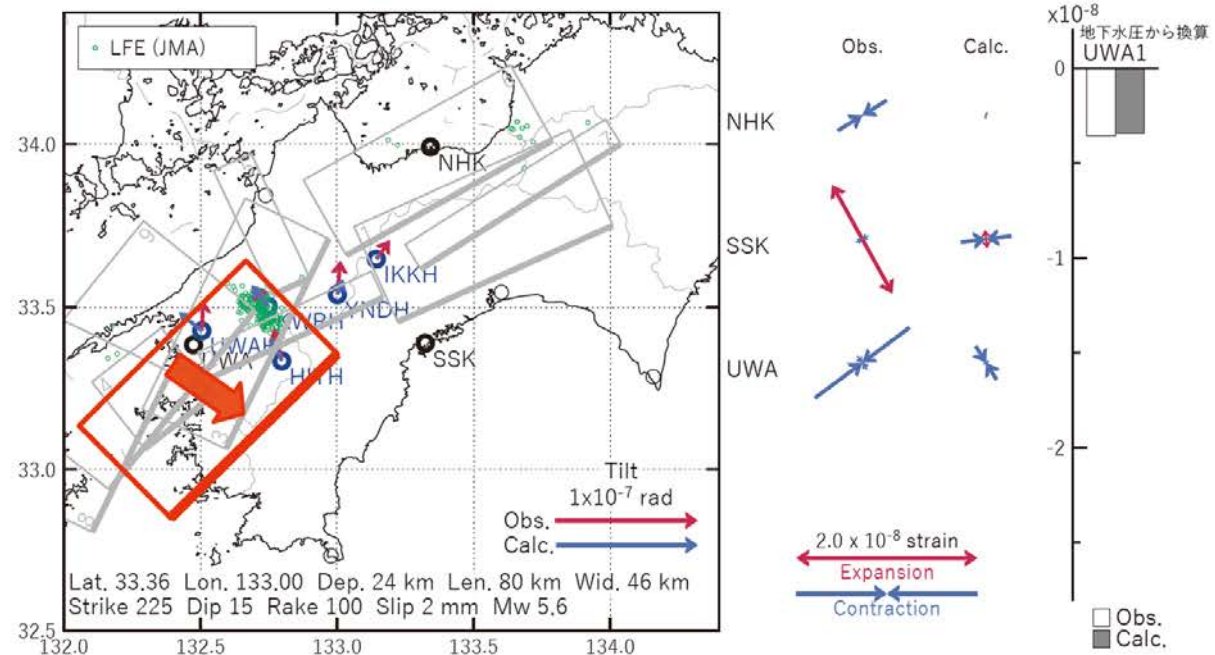 LFE (JMA)
34.0
33.5
33.0
32.5
132.0
132.5
133.0
133.5
134.0
NHK
IKKH
YNDH
SSK
9
4
3
8
Tilt
1x10-7 rad
Obs.
Calc.
Lat. 33.36 Lon. 133.00 Dep. 24 km Len. 80 km Wid. 46 km
Strike 225 Dip 15 Rake 100 Slip 2 mm Mw 5.6
Obs.
Calc.
NHK
SSK
UWA
2.0 x 10-8 strain
Expansion
Contraction
x10-8
地下水圧から換算
UWA1
0
-1
-2
Obs.
Calc.